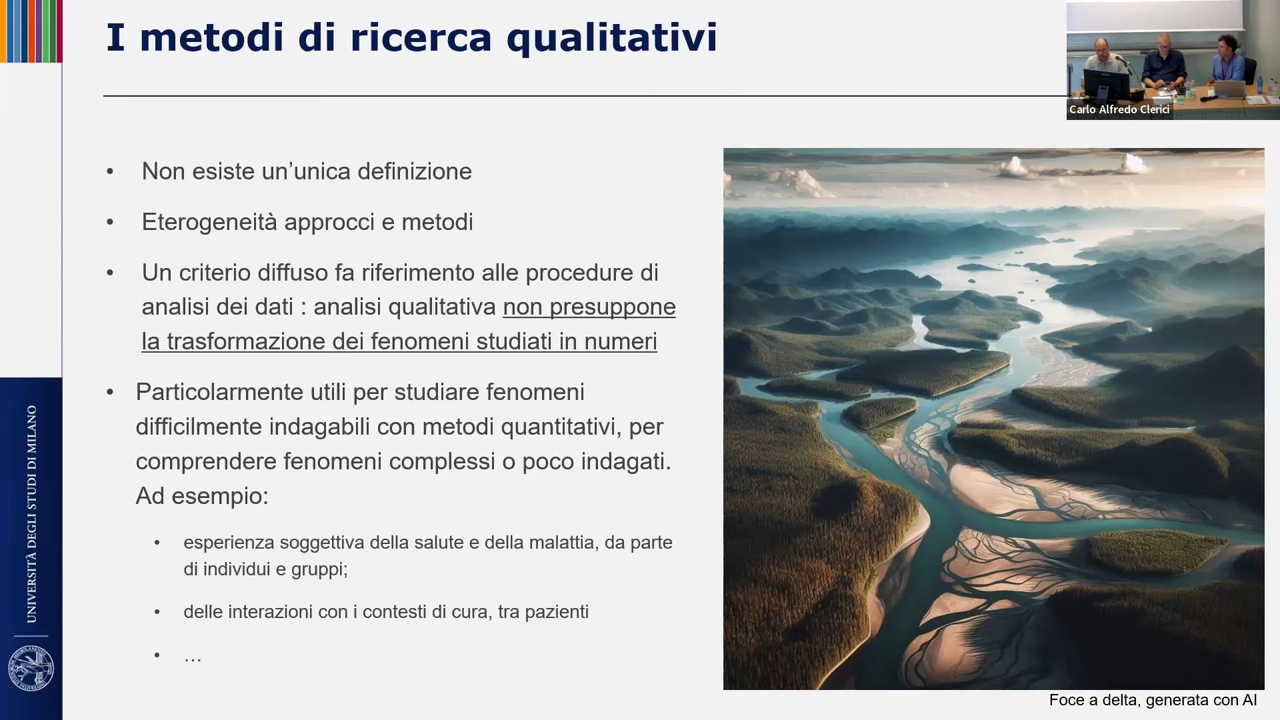 I metodi di ricerca qualitativi
Carlo Alfredo Clerici
• Non esiste un’unica definizione
• Eterogeneità approcci e metodi
• Un criterio diffuso fa riferimento alle procedure di
analisi dei dati : analisi qualitativa non presuppone
la trasformazione dei fenomeni studiati in numeri
• Particolarmente utili per studiare fenomeni
difficilmente indagabili con metodi quantitativi, per
comprendere fenomeni complessi o poco indagati.
Ad esempio:
• esperienza soggettiva della salute e della malattia, da parte
di individui e gruppi;
• delle interazioni con i contesti di cura, tra pazienti
• …
Foce a delta, generata con AI
UNIVERSITÀ DEGLI STUDI DI MILANO